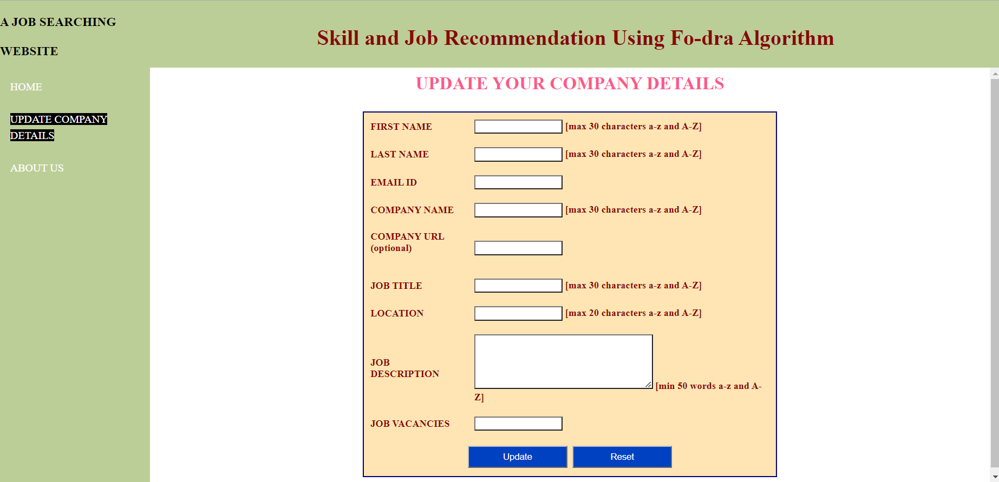 A JOB SEARCHING
WEBSITE
Skill and Job Recommendation Using Fo-dra Algorithm
HOME
UPDATE COMPANY
DETAILS
ABOUT US
UPDATE YOUR COMPANY DETAILS
FIRST NAME [max 30 characters a-z and A-Z]
LAST NAME [max 30 characters a-z and A-Z]
EMAIL ID
COMPANY NAME [max 30 characters a-z and A-Z]
COMPANY URL
(optional)
JOB TITLE [max 30 characters a-z and A-Z]
LOCATION [max 20 characters a-z and A-Z]
JOB
DESCRIPTION
[min 50 words a-z and A-
Z]
JOB VACANCIES
Update Reset